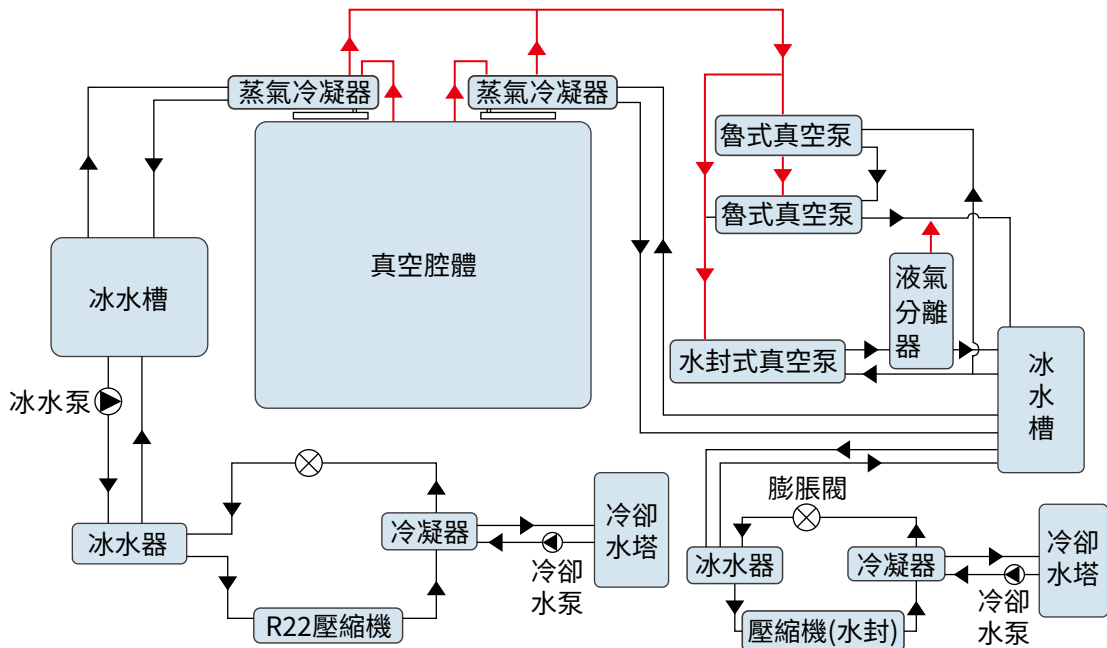 蒸氣冷凝器
蒸氣冷凝器
魯式真空泵
魯式真空泵
真空腔體
冰水槽
液氣
分離
器
水封式真空泵
冰
水
槽
冰水泵
膨脹閥
冰水器
冷凝器
冷卻
水塔
冷卻
水泵
R22壓縮機
冰水器
冷凝器
冷卻
水塔
冷卻
水泵
壓縮機(水封)